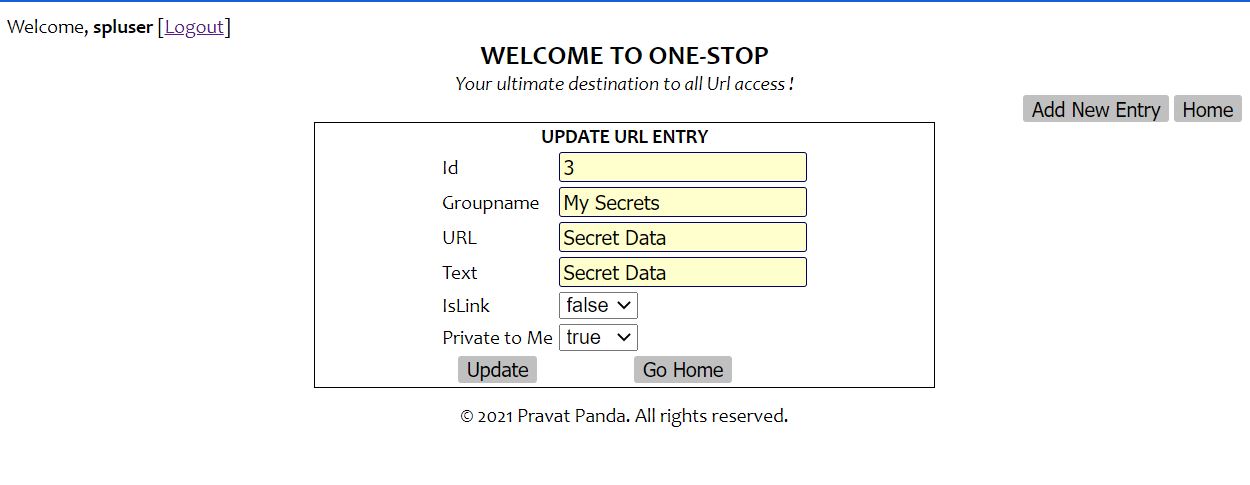 Welcome, spluser [Logout]
WELCOME TO ONE-STOP
Your ultimate destination to all Url access !
Add New Entry Home
UPDATE URL ENTRY
Id 3
Groupname My Secrets
URL Secret Data
Text Secret Data
IsLink false
Private to Me true
Update Go Home
© 2021 Pravat Panda. All rights reserved.